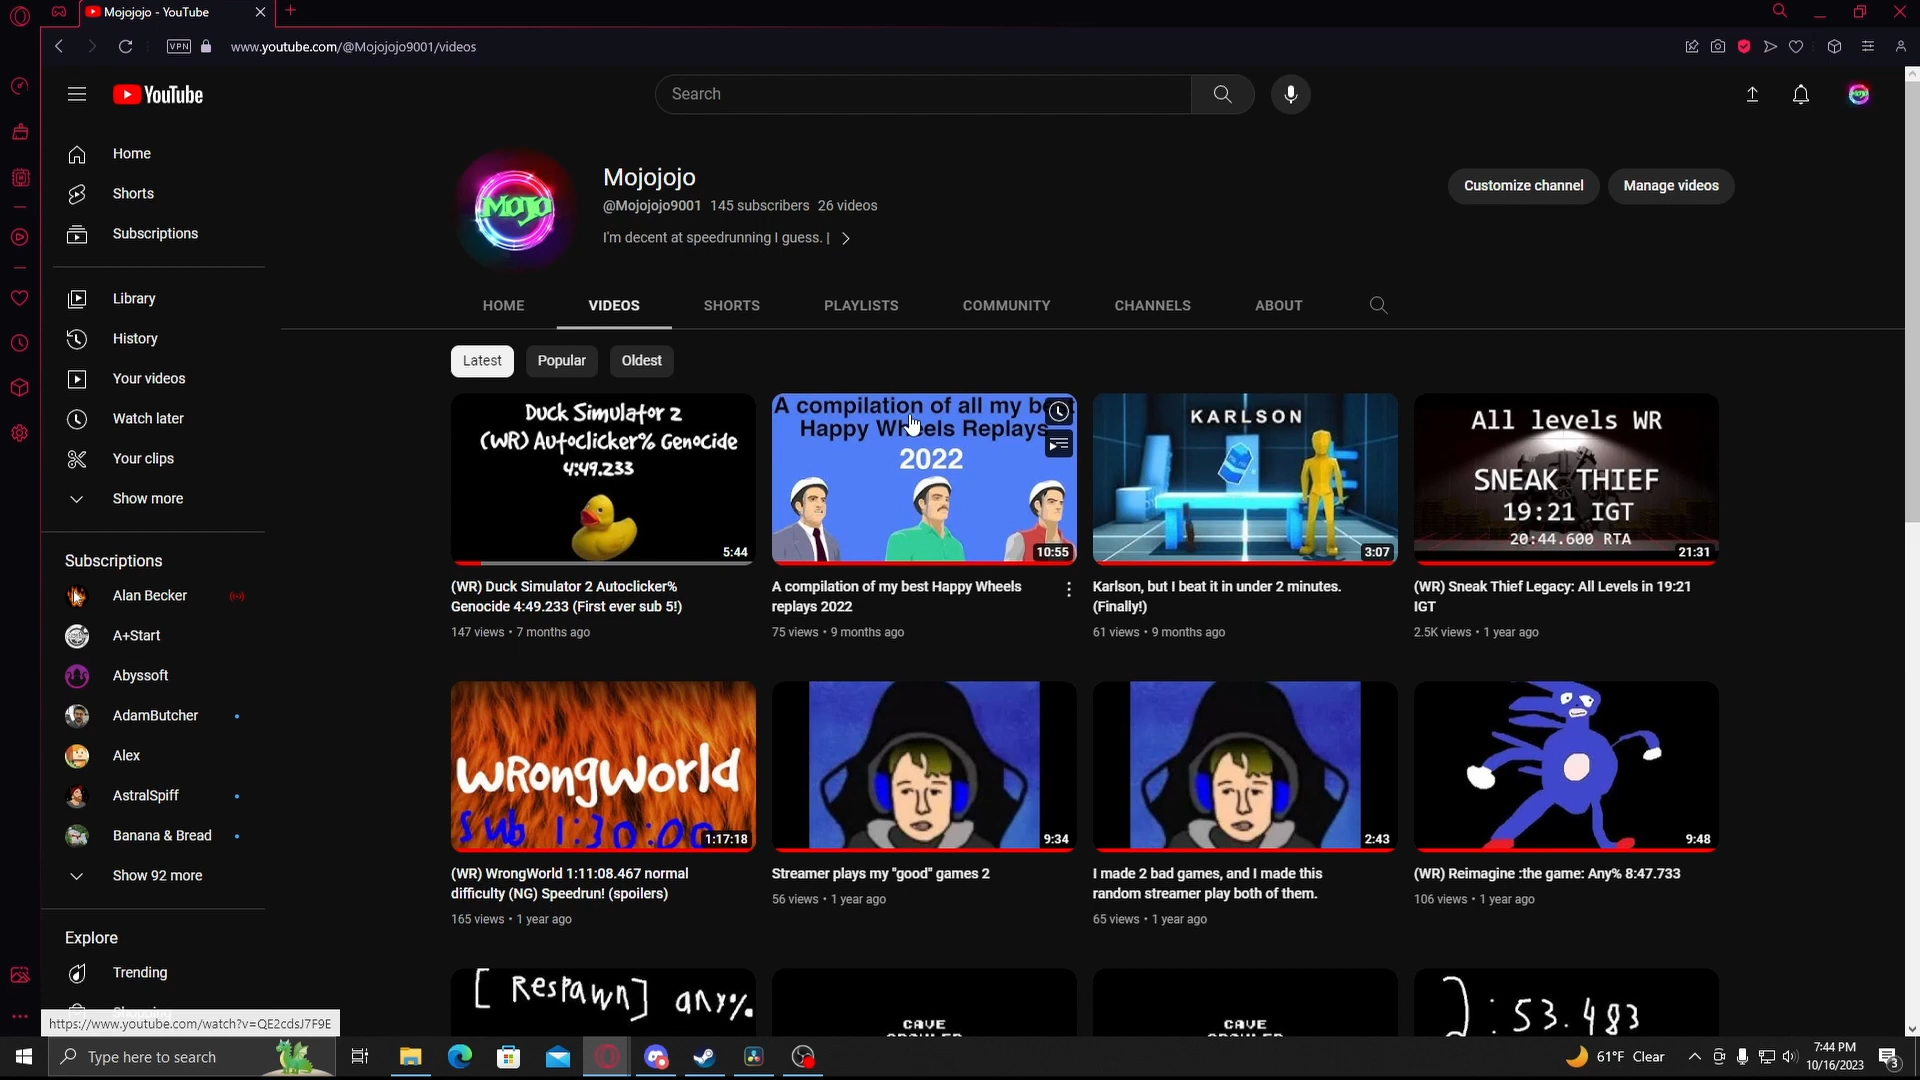 Mojojojo - YouTube
VPN
www.youtube.com/@Mojojojo9001/videos
YouTube
Search
Home
Shorts
Subscriptions
Library
History
Your videos
Watch later
Your clips
Show more
Subscriptions
Alan Becker
A+Start
Abyssoft
AdamButcher
Alex
AstralSpiff
Banana & Bread
Show 92 more
Explore
Trending
Shopping
https://www.youtube.com/watch?v=QE2cdsJ7F9E
MOJO
Mojojojo
@Mojojojo9001 145 subscribers 26 videos
I'm decent at speedrunning I guess. |
Customize channel
Manage videos
HOME
VIDEOS
SHORTS
PLAYLISTS
COMMUNITY
CHANNELS
ABOUT
Latest
Popular
Oldest
Duck Simulator 2
(WR) Autoclicker% Genocide
4:49.233
5:44
(WR) Duck Simulator 2 Autoclicker%
Genocide 4:49.233 (First ever sub 5!)
147 views • 7 months ago
A compilation of all my
Happy Wheels Replays
2022
10:55
A compilation of my best Happy Wheels
replays 2022
75 views • 9 months ago
KARLSON
3:07
Karlson, but I beat it in under 2 minutes.
(Finally!)
61 views • 9 months ago
All levels WR
SNEAK THIEF
19:21 IGT
20:44.600 RTA
21:31
(WR) Sneak Thief Legacy: All Levels in 19:21
IGT
2.5K views • 1 year ago
WRongWorld
Sub 1:30:00
1:17:18
(WR) WrongWorld 1:11:08.467 normal
difficulty (NG) Speedrun! (spoilers)
165 views • 1 year ago
9:34
Streamer plays my "good" games 2
56 views • 1 year ago
2:43
I made 2 bad games, and I made this
random streamer play both of them.
65 views • 1 year ago
9:48
(WR) Reimagine :the game: Any% 8:47.733
106 views • 1 year ago
[Respawn] any%
CAVE
CRAWLER
CAVE
CRAWLER
2:53.483
Type here to search
61°F Clear
7:44 PM
10/16/2023
3